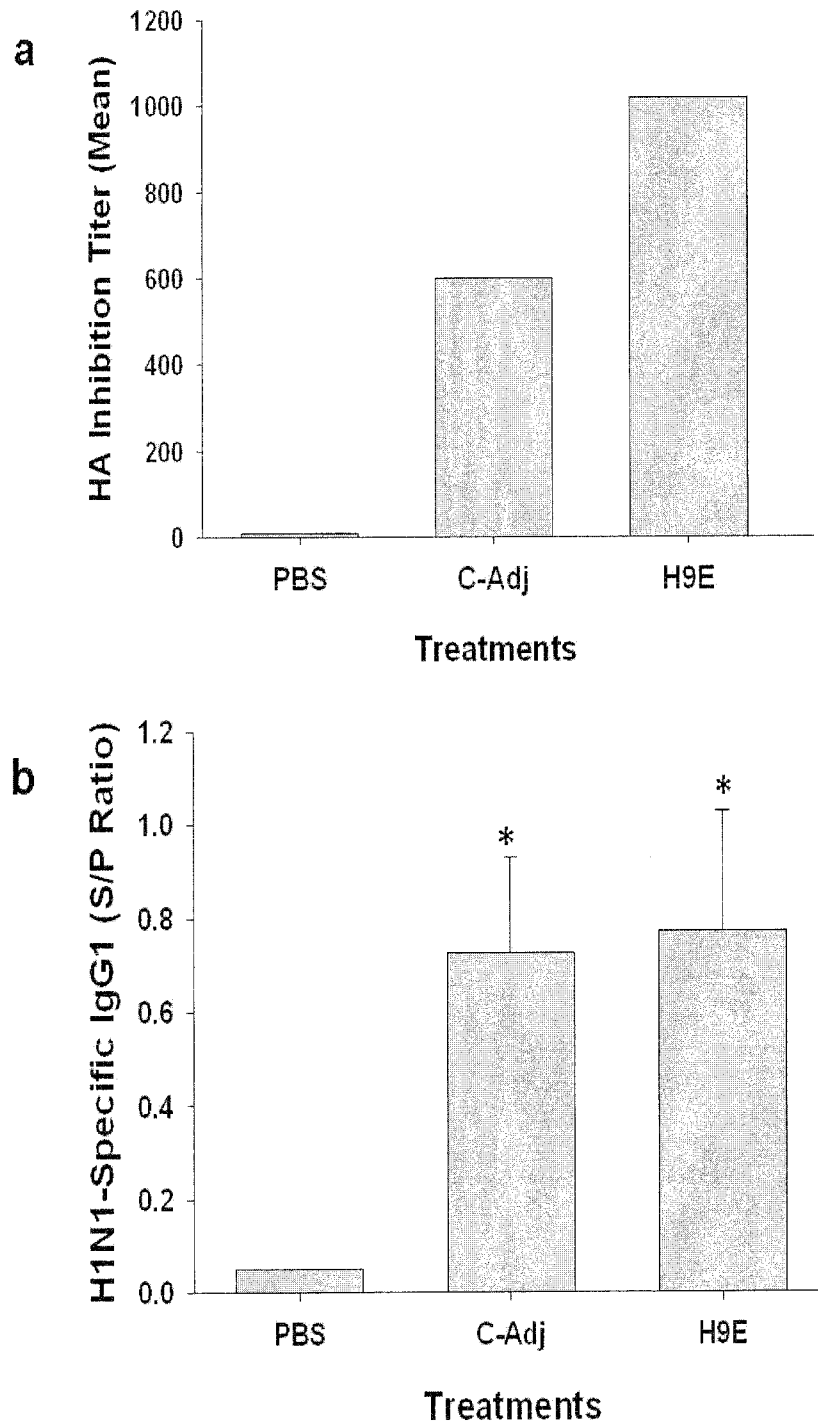 a
HA Inhibition Titer (Mean)
1200
1000
800
600
400
200
0
PBS C-Adj H9E
Treatments
b
H1N1-Specific IgG1 (S/P Ratio)
1.2
1.0
0.8
0.6
0.4
0.2
0.0
* *
PBS C-Adj H9E
Treatments